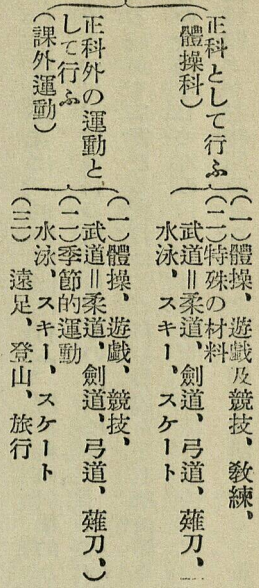 正科として行ふ
(體操科)
(一)體操、遊戲及競技、敎練、
(二)特殊の材料
武道=柔道、劍道、弓道、薙刀、
水泳、スキー、スケート
正科外の運動と
して行ふ
(課外運動)
(一)體操、遊戲、競技、
武道=柔道、劍道、弓道、薙刀、)
(二)季節的運動
水泳、スキー、スケート
(三)遠足、登山、旅行